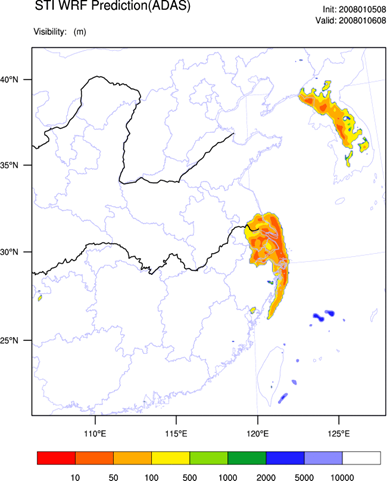 STI WRF Prediction(ADAS)
Init: 2008010508
Valid: 2008010608
Visibility: (m)
40°N
35°N
30°N
25°N
110°E 115°E 120°E 125°E
10 50 100 500 1000 2000 5000 10000